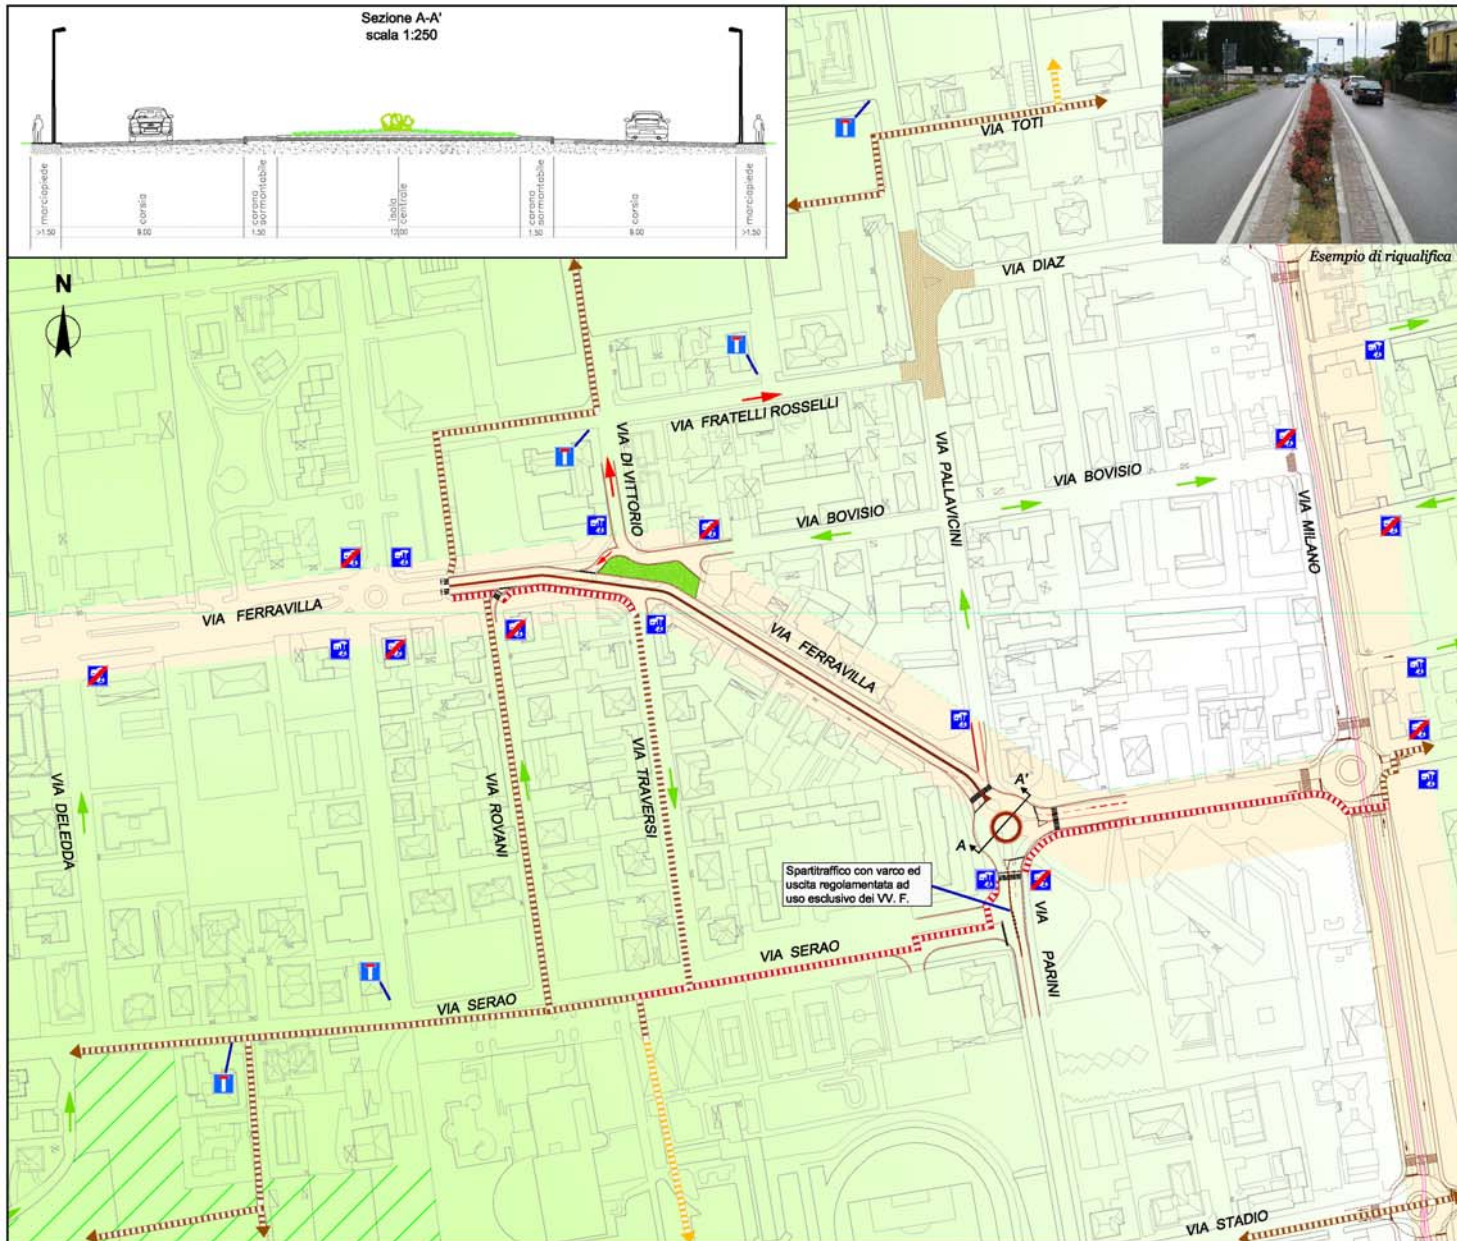 Sezione A-A'
scala 1:250
>1.50
marciapiede
9.00
corsia
1.50
corona
sormontabile
12.00
isola
centrale
1.50
corona
sormontabile
9.00
corsia
>1.50
marciapiede
Esempio di riqualifica
N
VIA TOTI
VIA DIAZ
VIA FRATELLI ROSSELLI
VIA DI VITTORIO
VIA PALLAVICINI
VIA BOVISIO
VIA BOVISIO
VIA MILANO
VIA FERRAVILLA
VIA FERRAVILLA
VIA DELEDDA
VIA ROVANI
VIA TRAVERSI
A'
A
Spartitraffico con varco ed
uscita regolamentata ad
uso esclusivo dei VV. F.
VIA PARINI
VIA SERAO
VIA SERAO
VIA STADIO